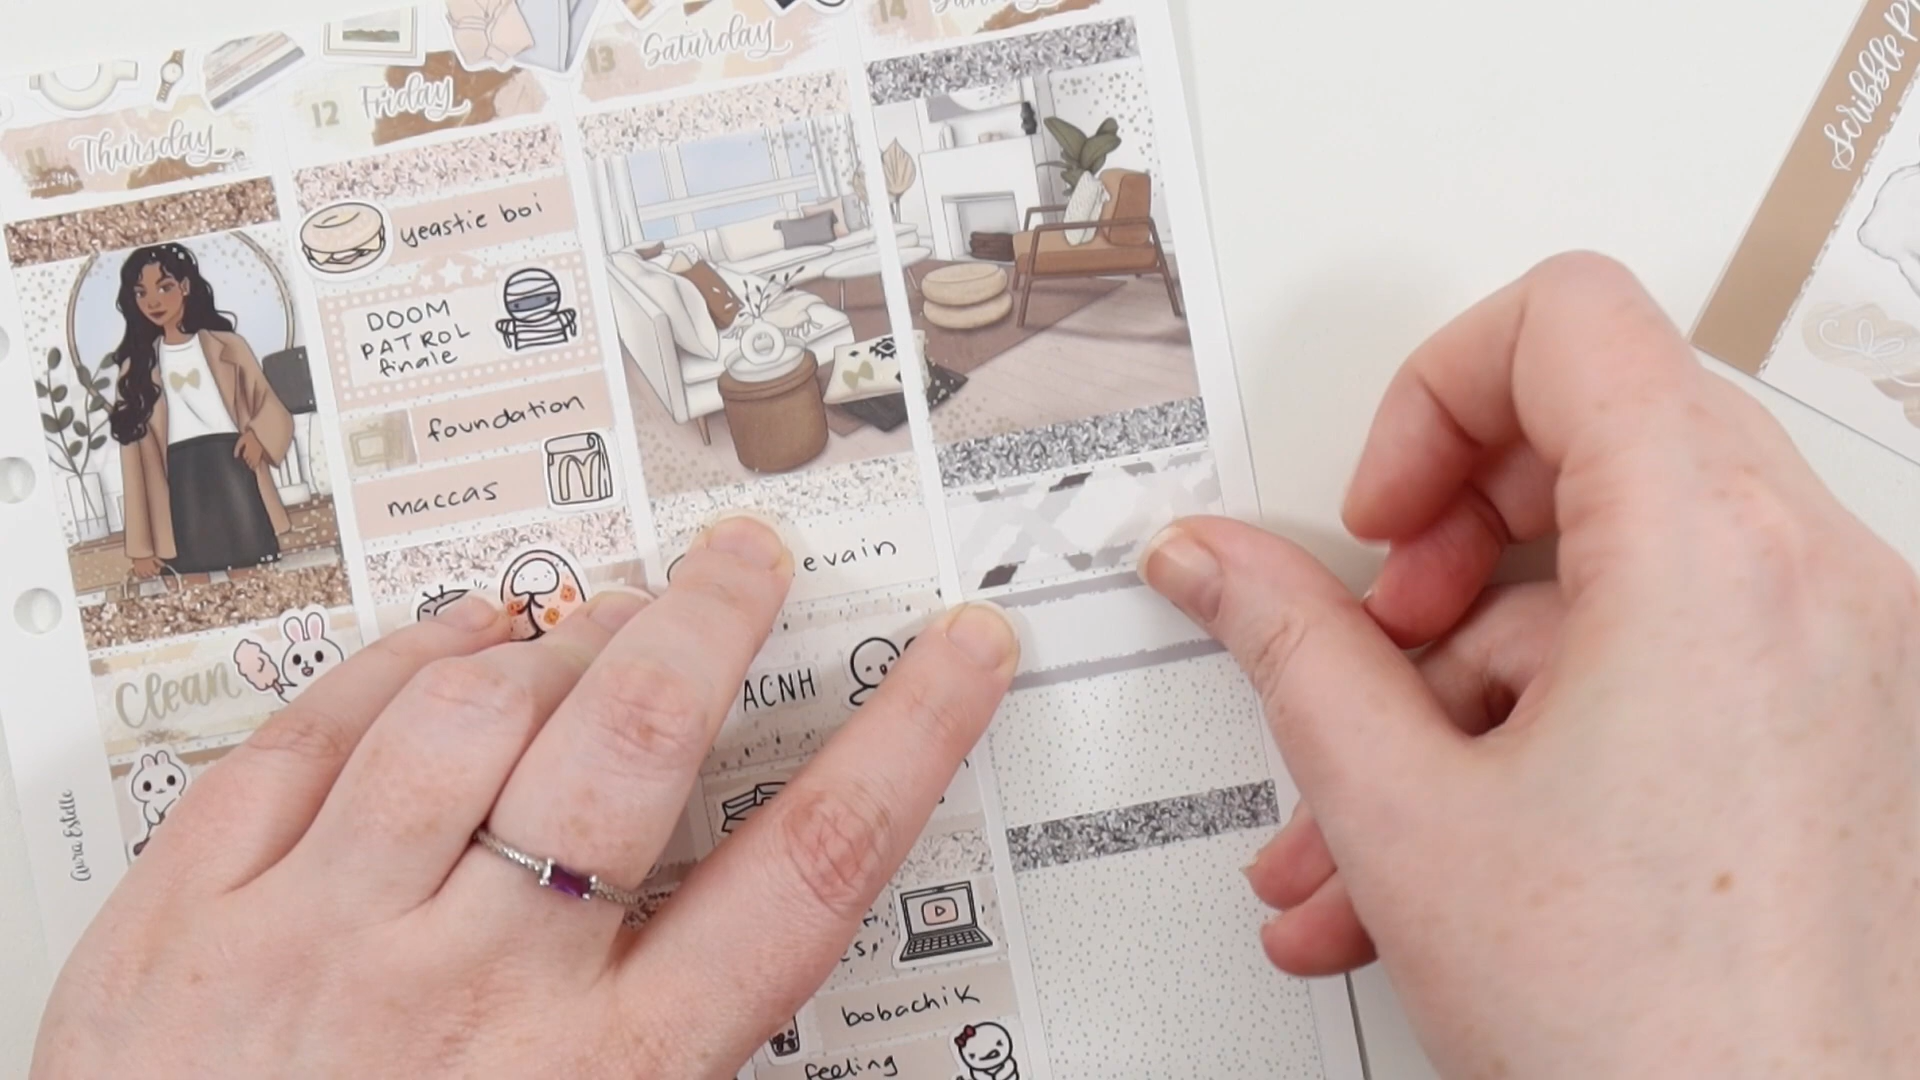 Thursday
12 Friday
13 Saturday
14
yeastie boi
DOOM
PATROL
finale
foundation
maccas
Clean
evain
ACNH
bobachik
feeling
Aura Estelle
Scribble